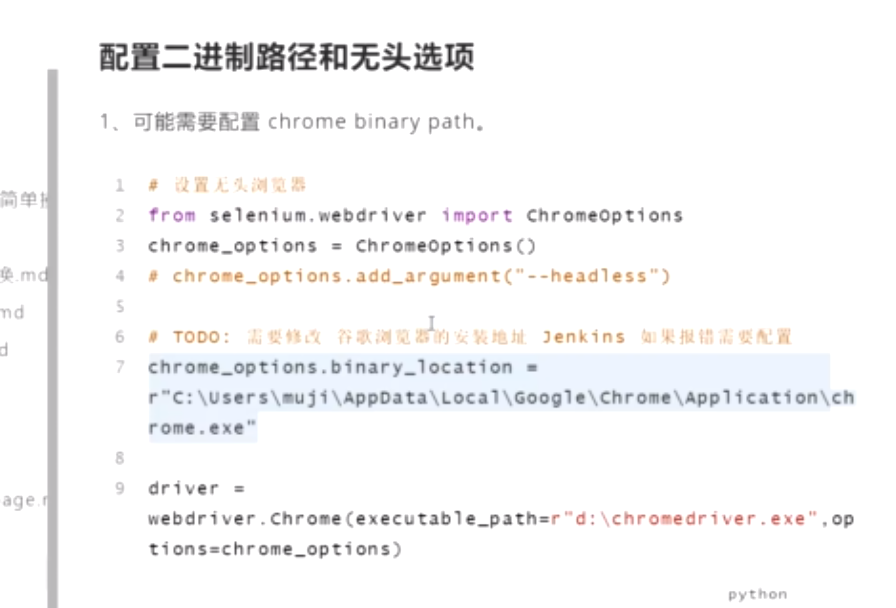 配置二进制路径和无头选项
1、可能需要配置 chrome binary path。
简单
1 # 设置无头浏览器
2 from selenium.webdriver import ChromeOptions
3 chrome_options = ChromeOptions()
换.md
4 # chrome_options.add_argument("--headless")
md
5
6 # TODO: 需要修改 谷歌浏览器的安装地址 Jenkins 如果报错需要配置
d
7 chrome_options.binary_location =
r"C:\Users\muji\AppData\Local\Google\Chrome\Application\ch
rome.exe"
8
9 driver =
age.r
webdriver.Chrome(executable_path=r"d:\chromedriver.exe",op
tions=chrome_options)
python